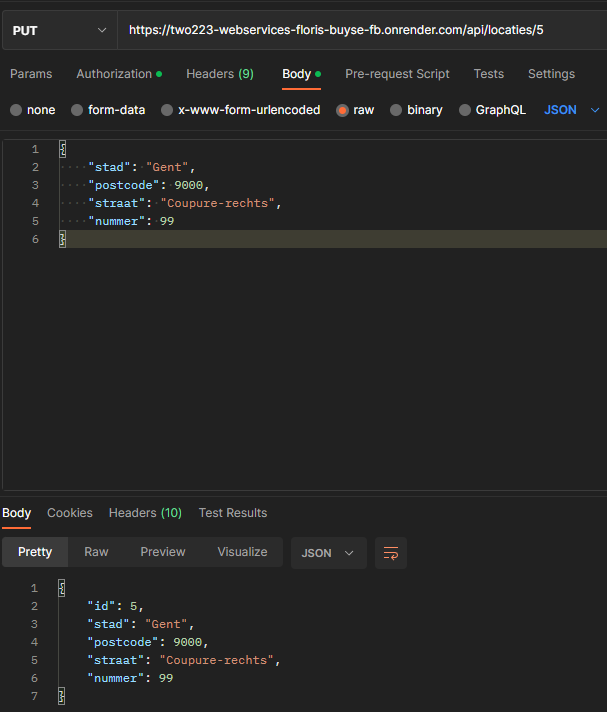 PUT https://two223-webservices-floris-buyse-fb.onrender.com/api/locaties/5
Params Authorization Headers (9) Body Pre-request Script Tests Settings
none form-data x-www-form-urlencoded raw binary GraphQL JSON
1 {
2 ····"stad":·"Gent",
3 ····"postcode":·9000,
4 ····"straat":·"Coupure-rechts",
5 ····"nummer":·99
6 }
Body Cookies Headers (10) Test Results
Pretty Raw Preview Visualize JSON
1 {
2 "id": 5,
3 "stad": "Gent",
4 "postcode": 9000,
5 "straat": "Coupure-rechts",
6 "nummer": 99
7 }